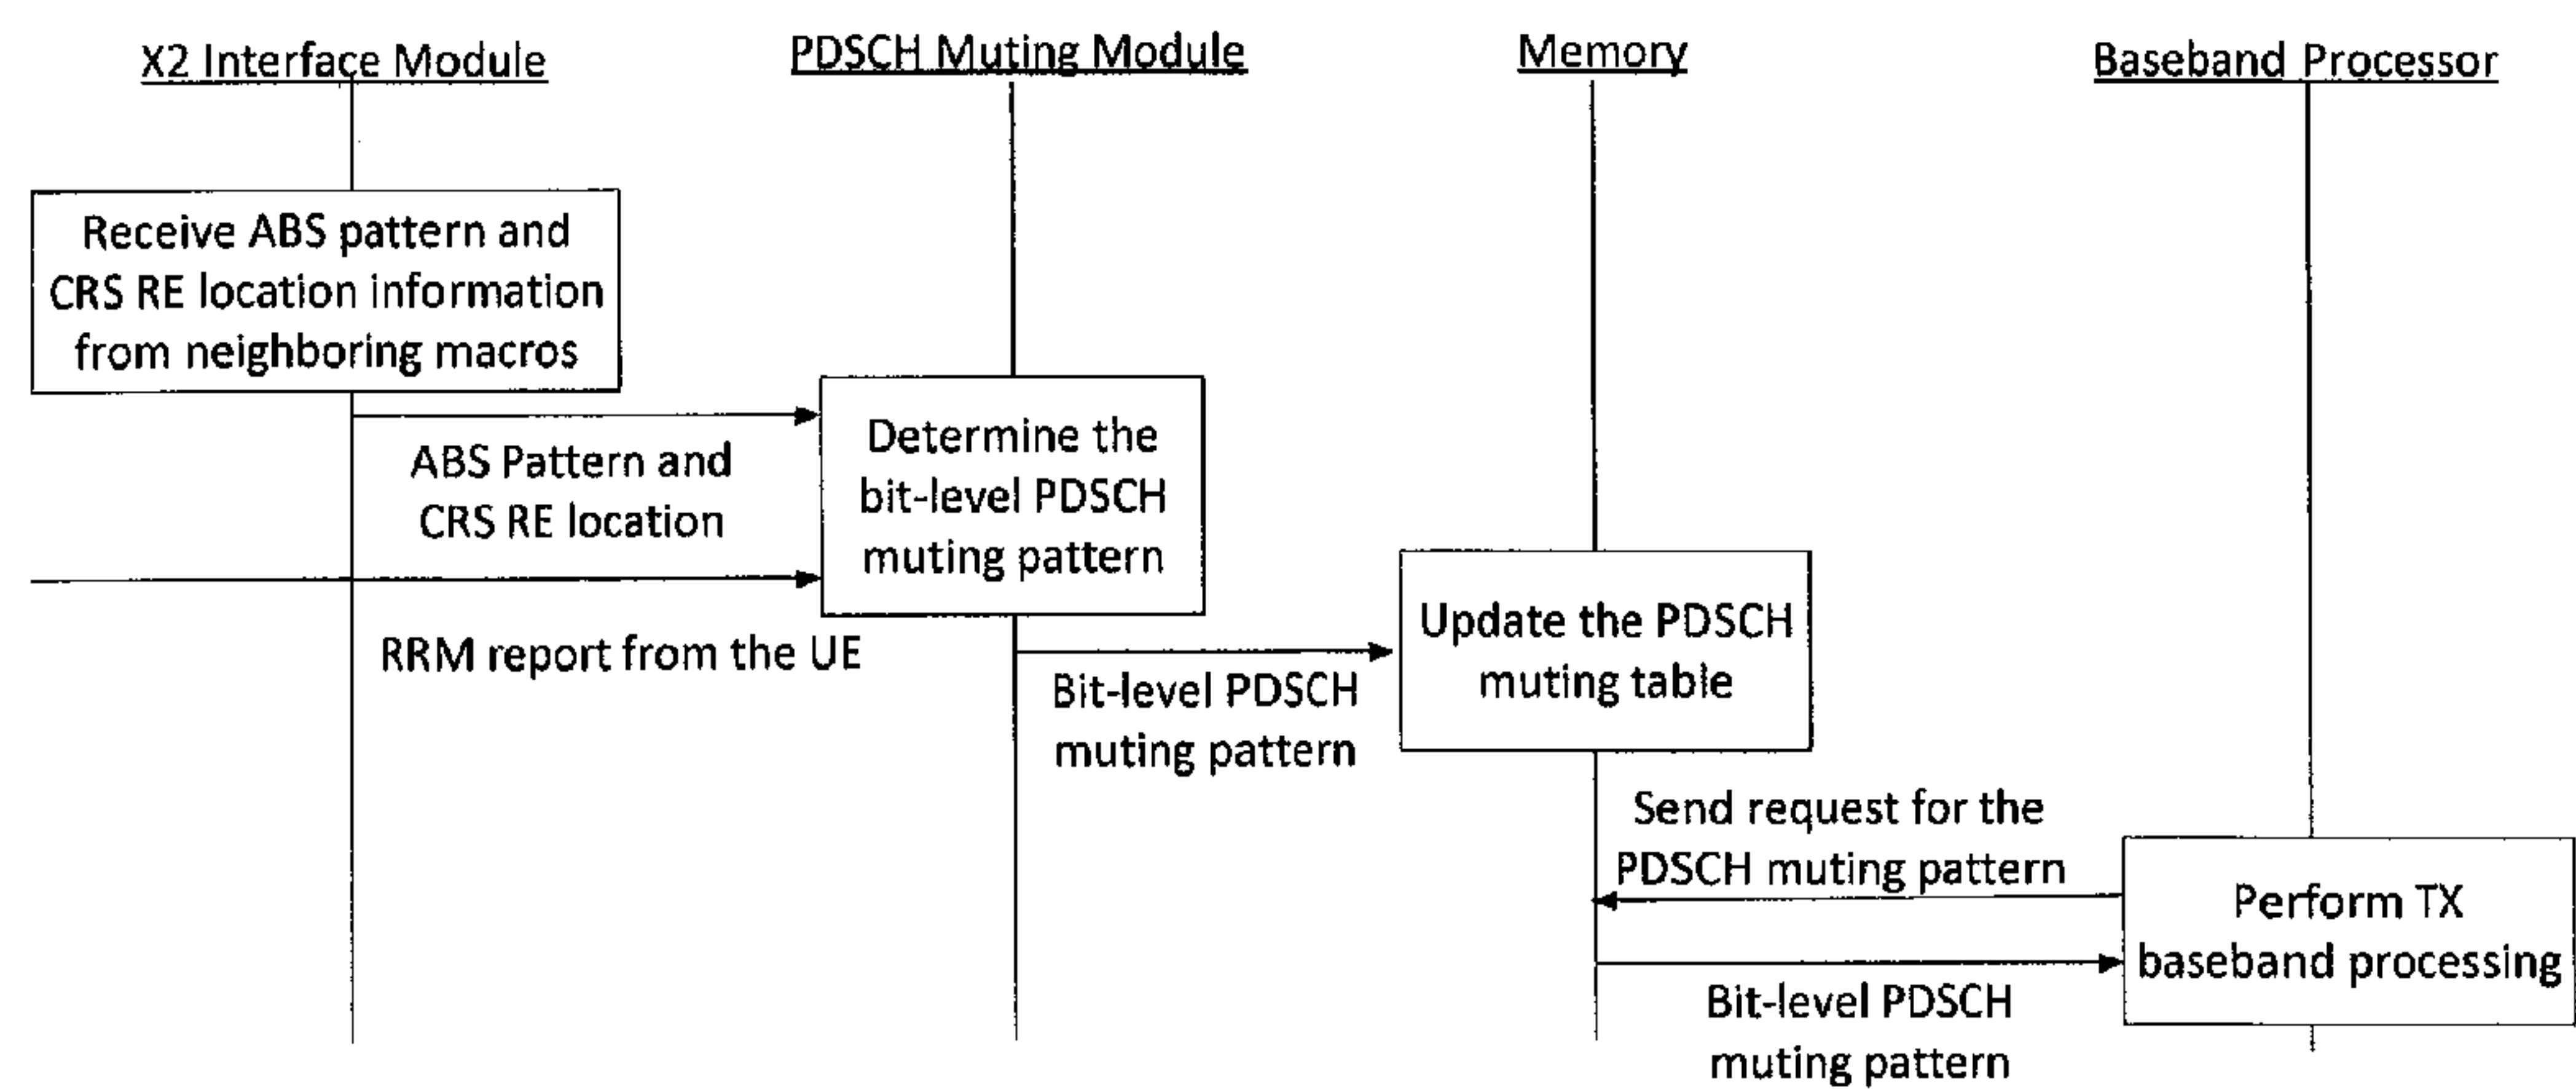 X2 Interface Module
PDSCH Muting Module
Memory
Baseband Processor
Receive ABS pattern and
CRS RE location information
from neighboring macros
ABS Pattern and
CRS RE location
Determine the
bit-level PDSCH
muting pattern
RRM report from the UE
Bit-level PDSCH
muting pattern
Update the PDSCH
muting table
Send request for the
PDSCH muting pattern
Perform TX
baseband processing
Bit-level PDSCH
muting pattern